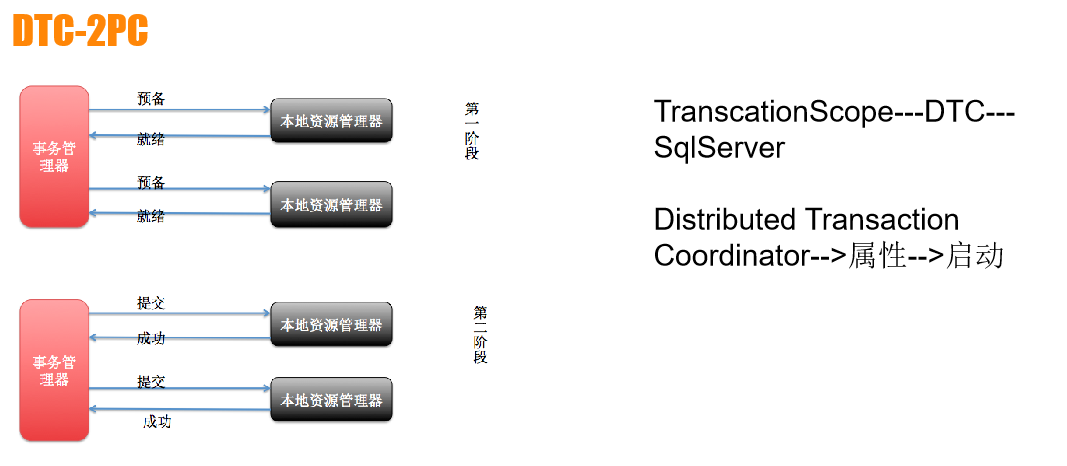 DTC-2PC
预备
本地资源管理器
就绪
事务管
理器
预备
本地资源管理器
就绪
第一阶段
提交
本地资源管理器
成功
事务管
理器
提交
本地资源管理器
成功
第二阶段
TranscationScope---DTC---
SqlServer
Distributed Transaction
Coordinator-->属性-->启动